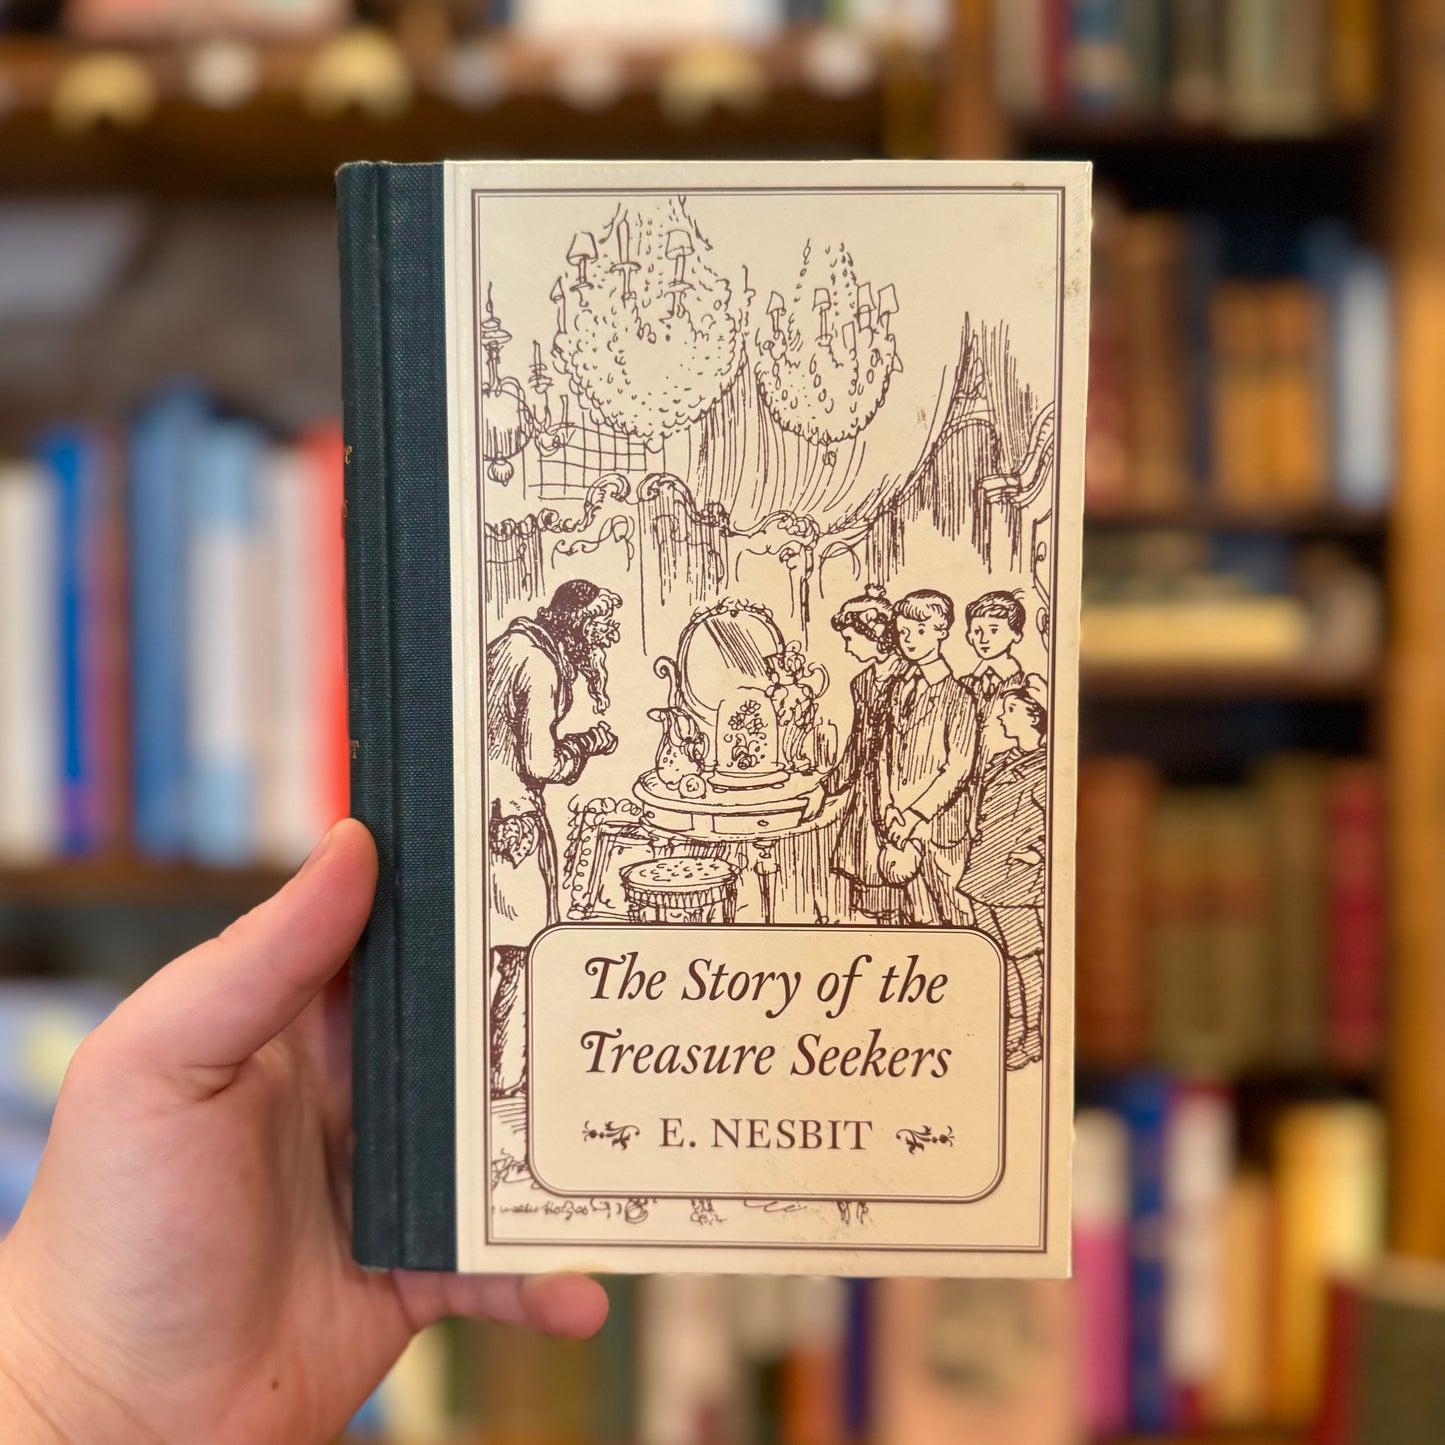 The Story of the
Treasure Seekers
E. NESBIT